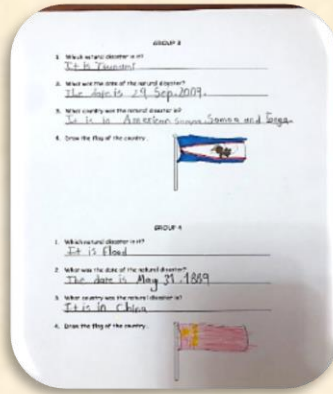 GROUP 3
1. Which natural disaster is it?
It is Tsunami
2. What was the date of the natural disaster?
The date is 29 Sep. 2009.
3. What country was the natural disaster in?
It is in American Samoa, Samoa and Tonga.
4. Draw the flag of the country.
GROUP 4
1. Which natural disaster is it?
It is Flood
2. What was the date of the natural disaster?
The date is May 31 1889
3. What country was the natural disaster in?
It is in China
4. Draw the flag of the country.